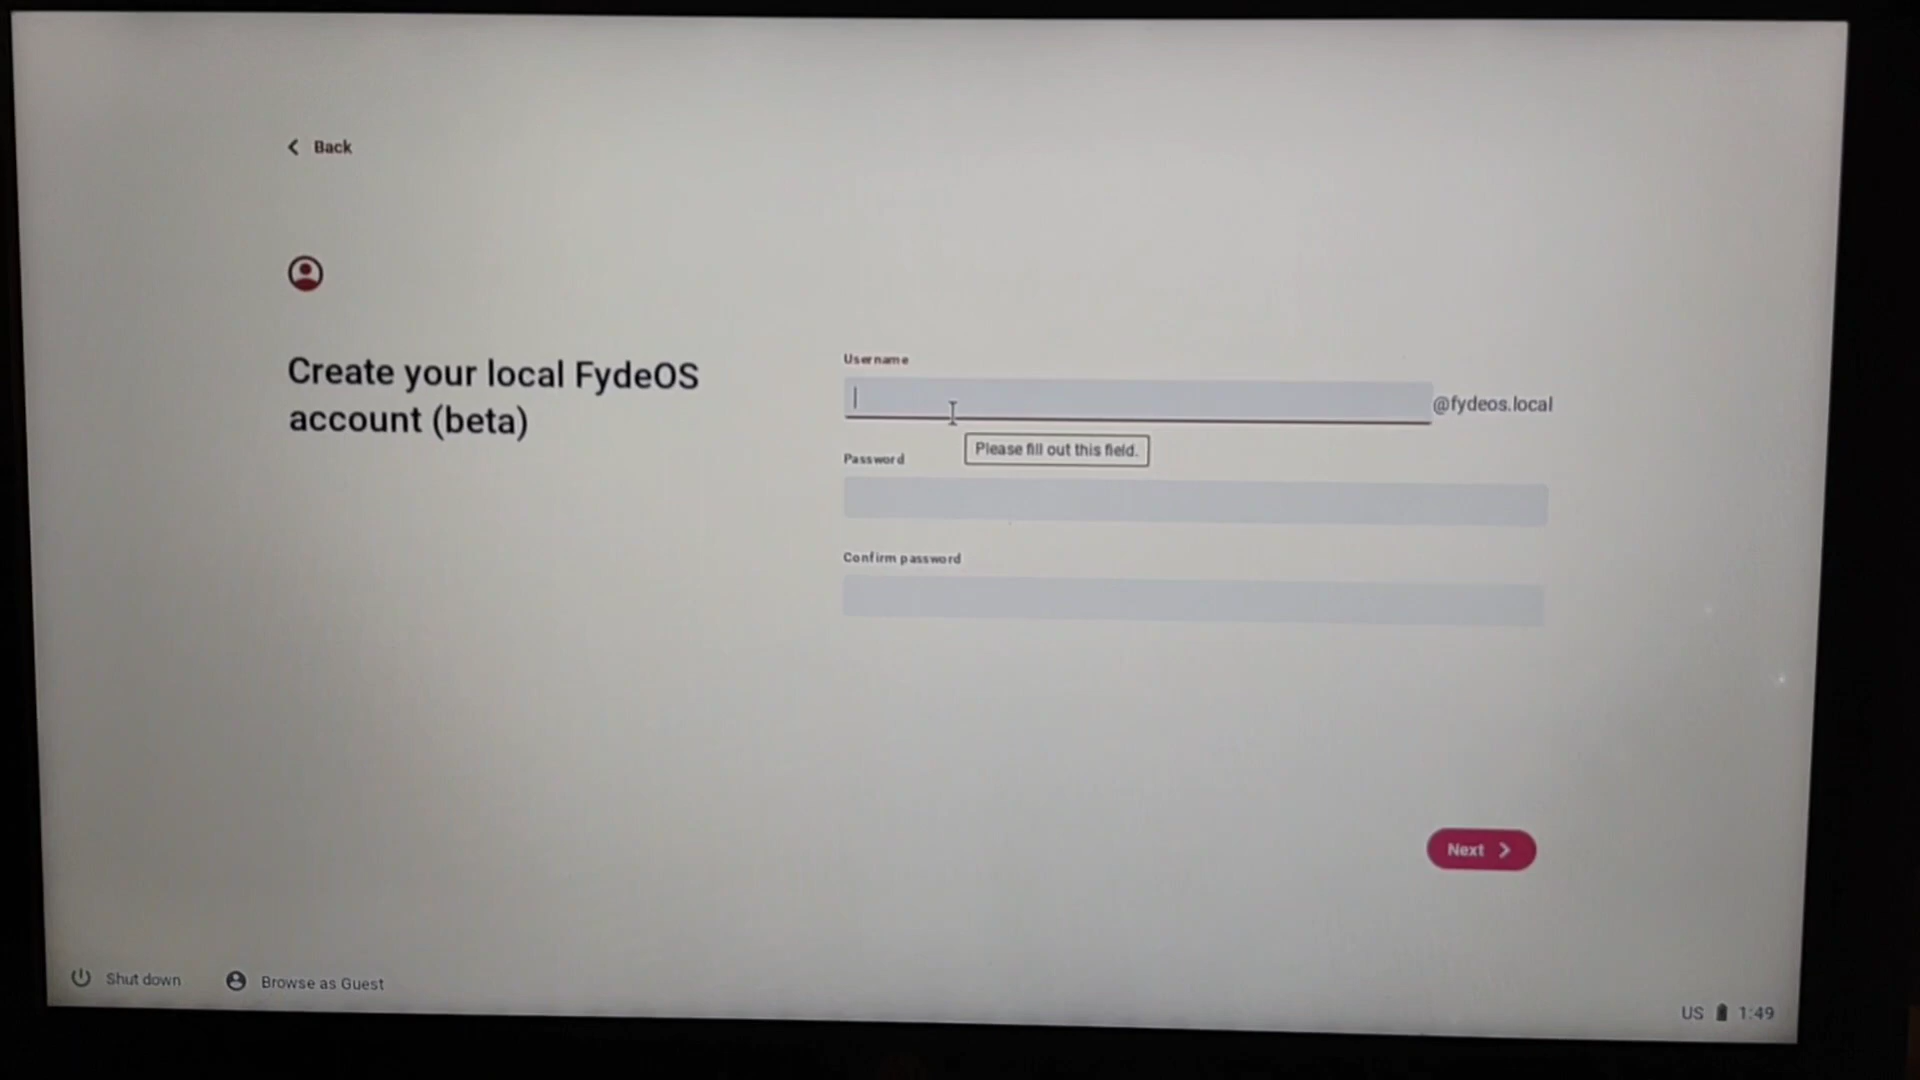 Back
Create your local FydeOS
account (beta)
Username
@fydeos.local
Please fill out this field.
Password
Confirm password
Next
Shut down
Browse as Guest
US 1:49